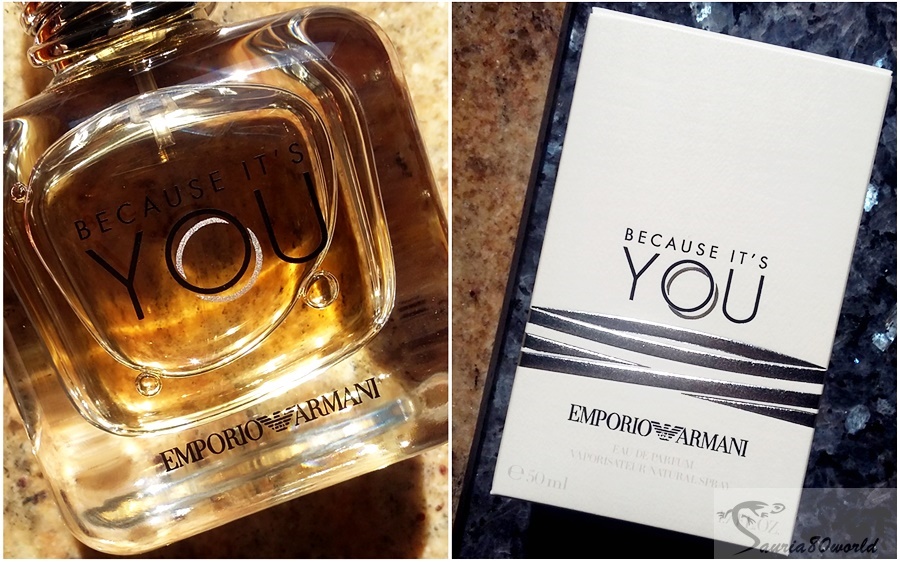 BECAUSE IT'S
YOU
EMPORIO ARMANI
BECAUSE IT'S
YOU
EMPORIO ARMANI
EAU DE PARFUM
VAPORISATEUR NATURAL SPRAY
℮ 50 ml
OZ
Sauria80world